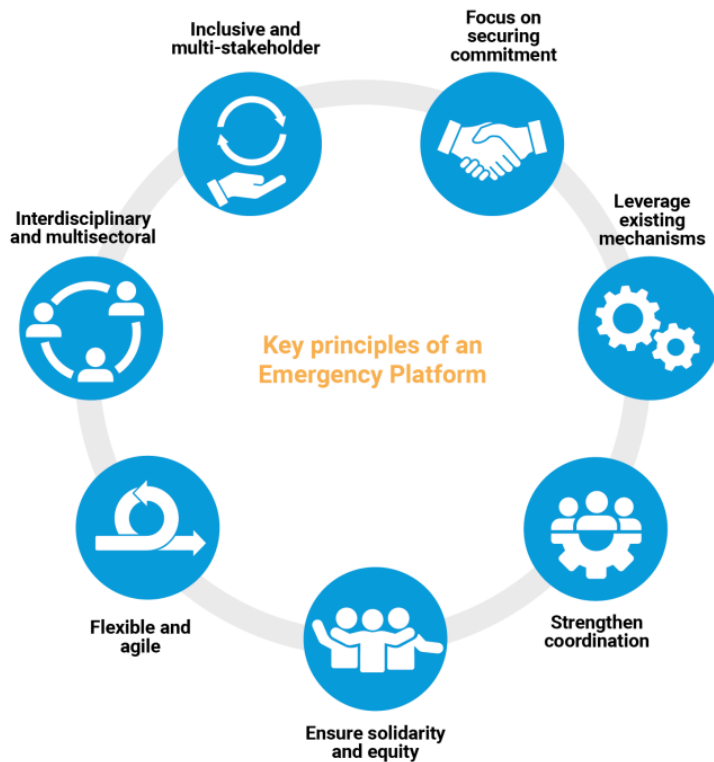 Inclusive and
multi-stakeholder
Focus on
securing
commitment
Leverage
existing
mechanisms
Interdisciplinary
and multisectoral
Key principles of an
Emergency Platform
Strengthen
coordination
Flexible and
agile
Ensure solidarity
and equity